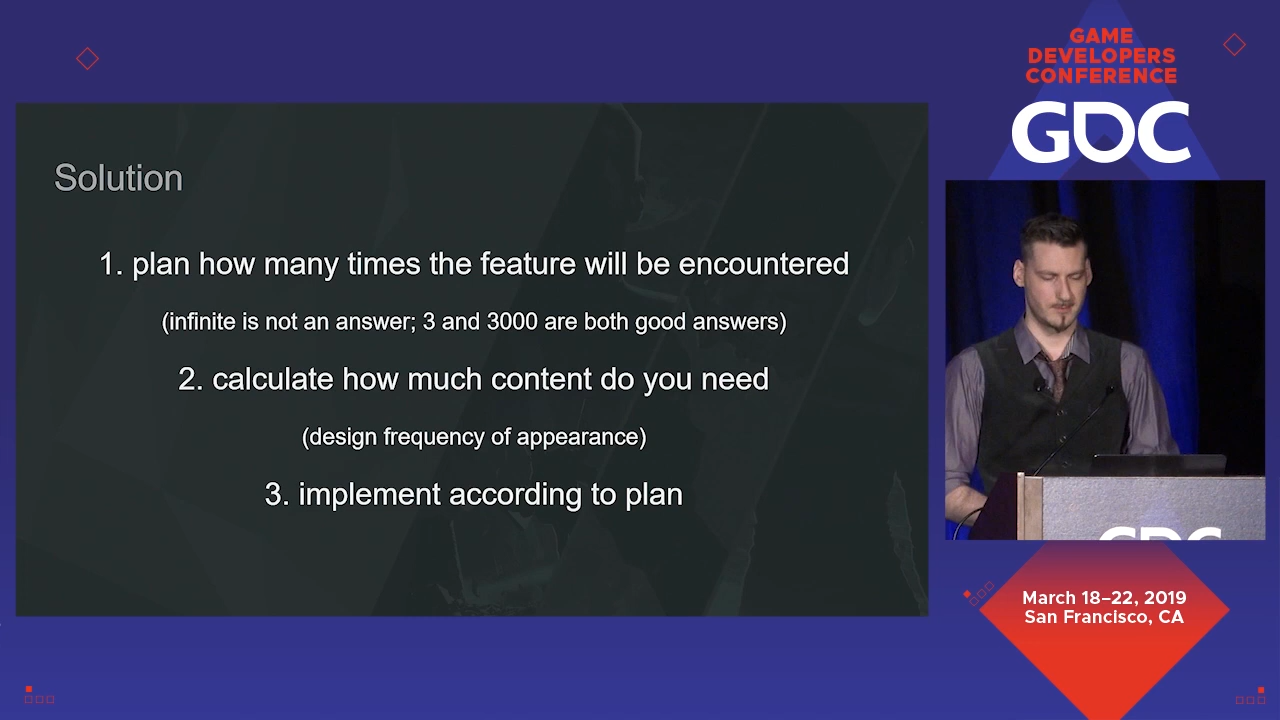 GAME
DEVELOPERS
CONFERENCE
GDC
Solution
1. plan how many times the feature will be encountered
(infinite is not an answer; 3 and 3000 are both good answers)
2. calculate how much content do you need
(design frequency of appearance)
3. implement according to plan
GDC
March 18–22, 2019
San Francisco, CA